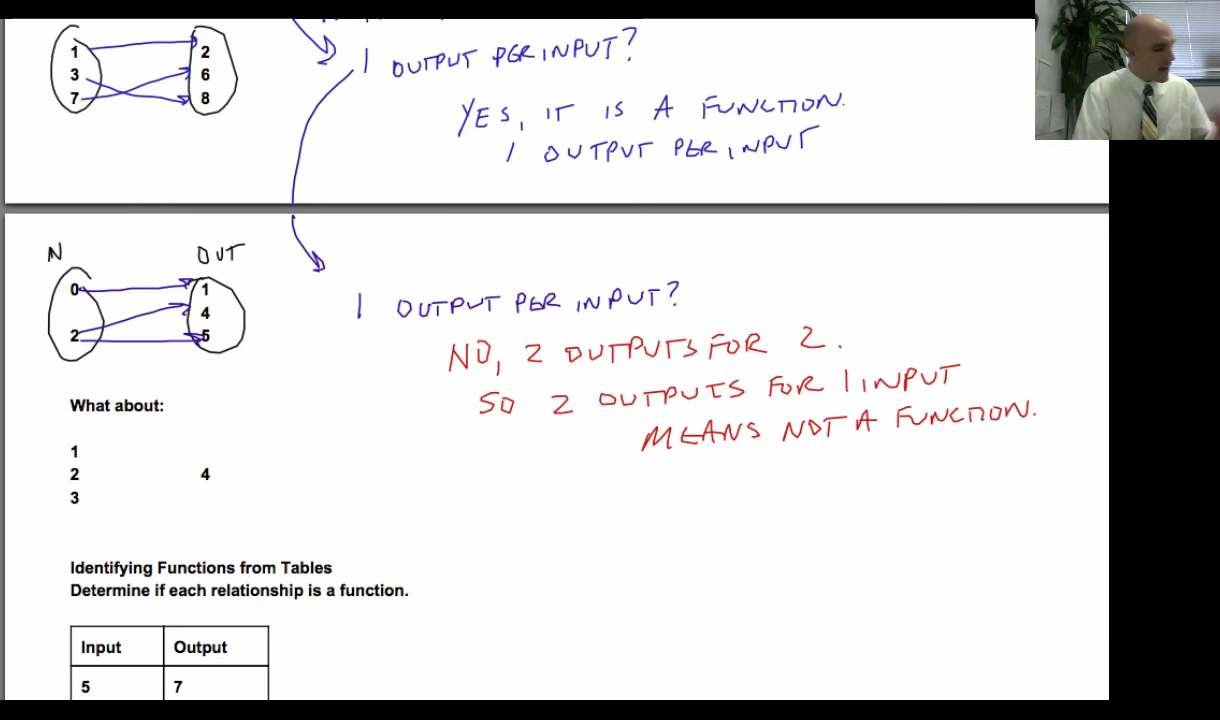 1 2
3 6
7 8
1 OUTPUT PER INPUT?
YES, IT IS A FUNCTION.
1 OUTPUT PER INPUT
N OUT
0 1
4
2 5
1 OUTPUT PER INPUT?
NO, 2 OUTPUTS FOR 2.
SO 2 OUTPUTS FOR 1 INPUT
MEANS NOT A FUNCTION.
What about:
1
2 4
3
Identifying Functions from Tables
Determine if each relationship is a function.
Input Output
5 7